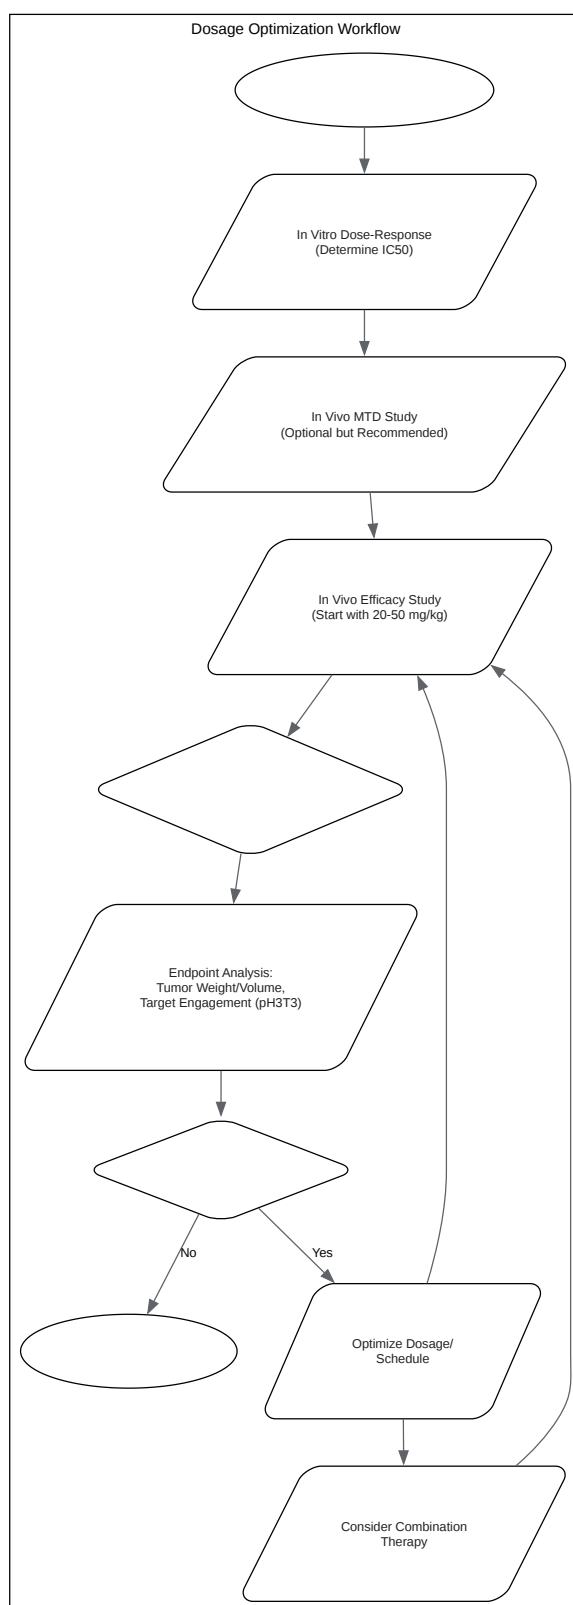 Dosage Optimization Workflow
In Vitro Dose-Response
(Determine IC50)
In Vivo MTD Study
(Optional but Recommended)
In Vivo Efficacy Study
(Start with 20-50 mg/kg)
Endpoint Analysis:
Tumor Weight/Volume,
Target Engagement (pH3T3)
No
Yes
Optimize Dosage/
Schedule
Consider Combination
Therapy